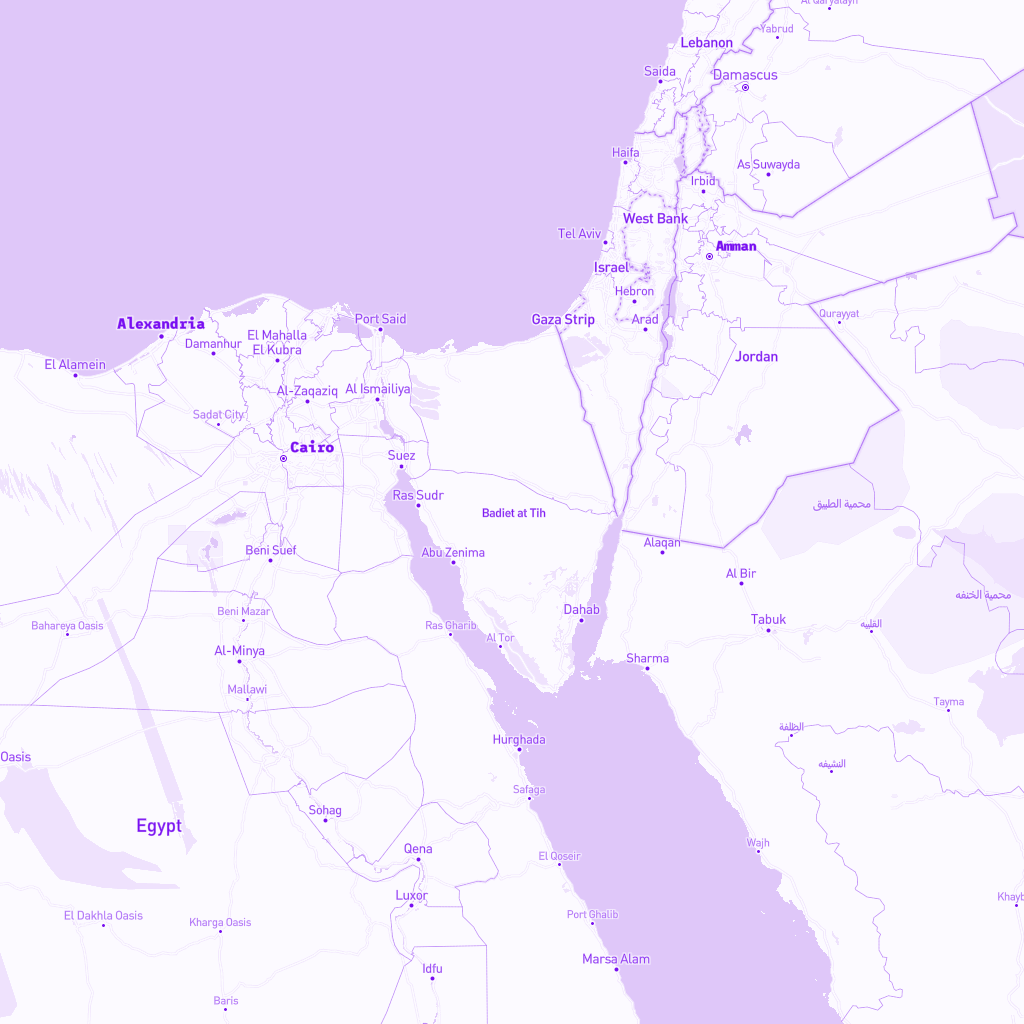 Al Qaryatayn
Yabrud
Lebanon
Saida
Damascus
Haifa
As Suwayda
Irbid
West Bank
Tel Aviv
Amman
Israel
Hebron
Gaza Strip
Arad
Qurayyat
Port Said
Alexandria
El Mahalla
El Kubra
Damanhur
Jordan
El Alamein
Al-Zaqaziq
Al Ismailiya
Sadat City
Cairo
Suez
Ras Sudr
محمية الطبيق
Badiet at Tih
Alaqan
Beni Suef
Abu Zenima
Al Bir
محمية الخنفه
Beni Mazar
Dahab
Tabuk
القليبه
Bahareya Oasis
Ras Gharib
Al Tor
Al-Minya
Sharma
Mallawi
Tayma
الظلفة
Hurghada
Oasis
النشيفه
Safaga
Sohag
Egypt
Wajh
Qena
El Qoseir
Luxor
Khayb
El Dakhla Oasis
Kharga Oasis
Port Ghalib
Marsa Alam
Idfu
Baris